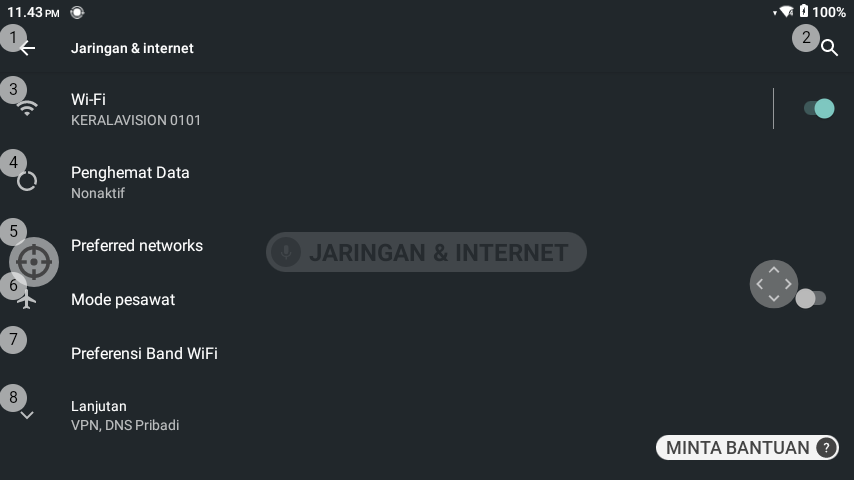 11.43 PM
100%
1
Jaringan & internet
2
3
Wi-Fi
KERALAVISION 0101
4
Penghemat Data
Nonaktif
5
Preferred networks
JARINGAN & INTERNET
6
Mode pesawat
7
Preferensi Band WiFi
8
Lanjutan
VPN, DNS Pribadi
MINTA BANTUAN ?